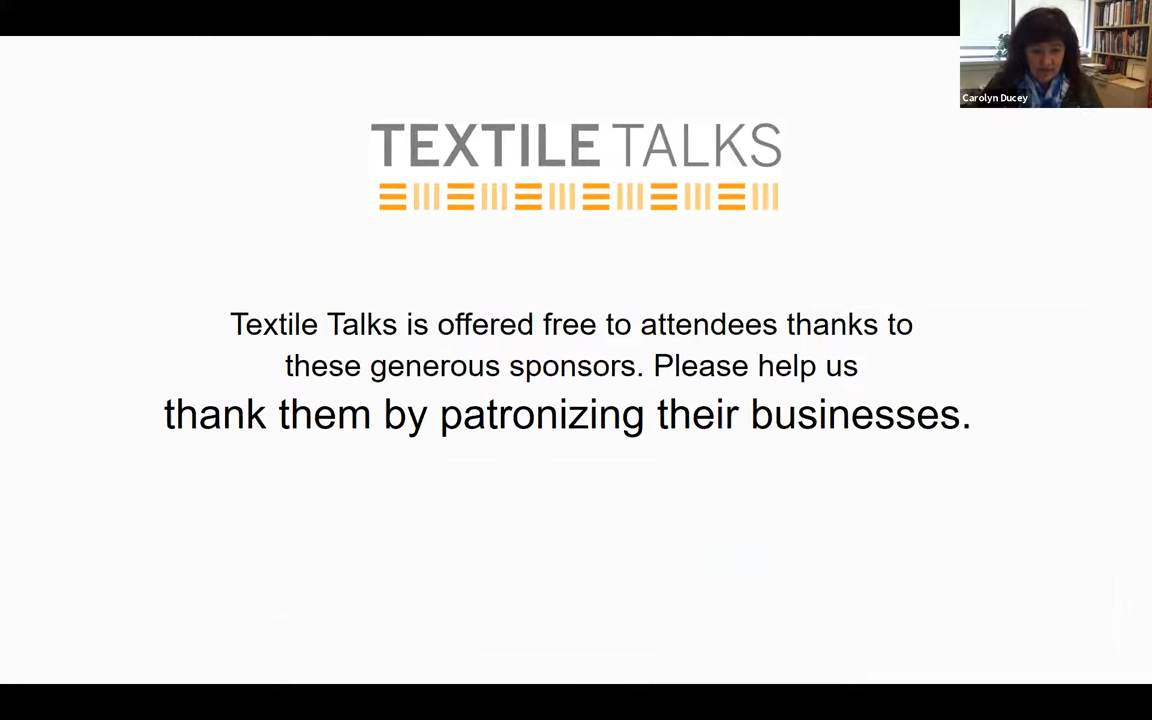 Carolyn Ducey
TEXTILE TALKS
Textile Talks is offered free to attendees thanks to
these generous sponsors. Please help us
thank them by patronizing their businesses.